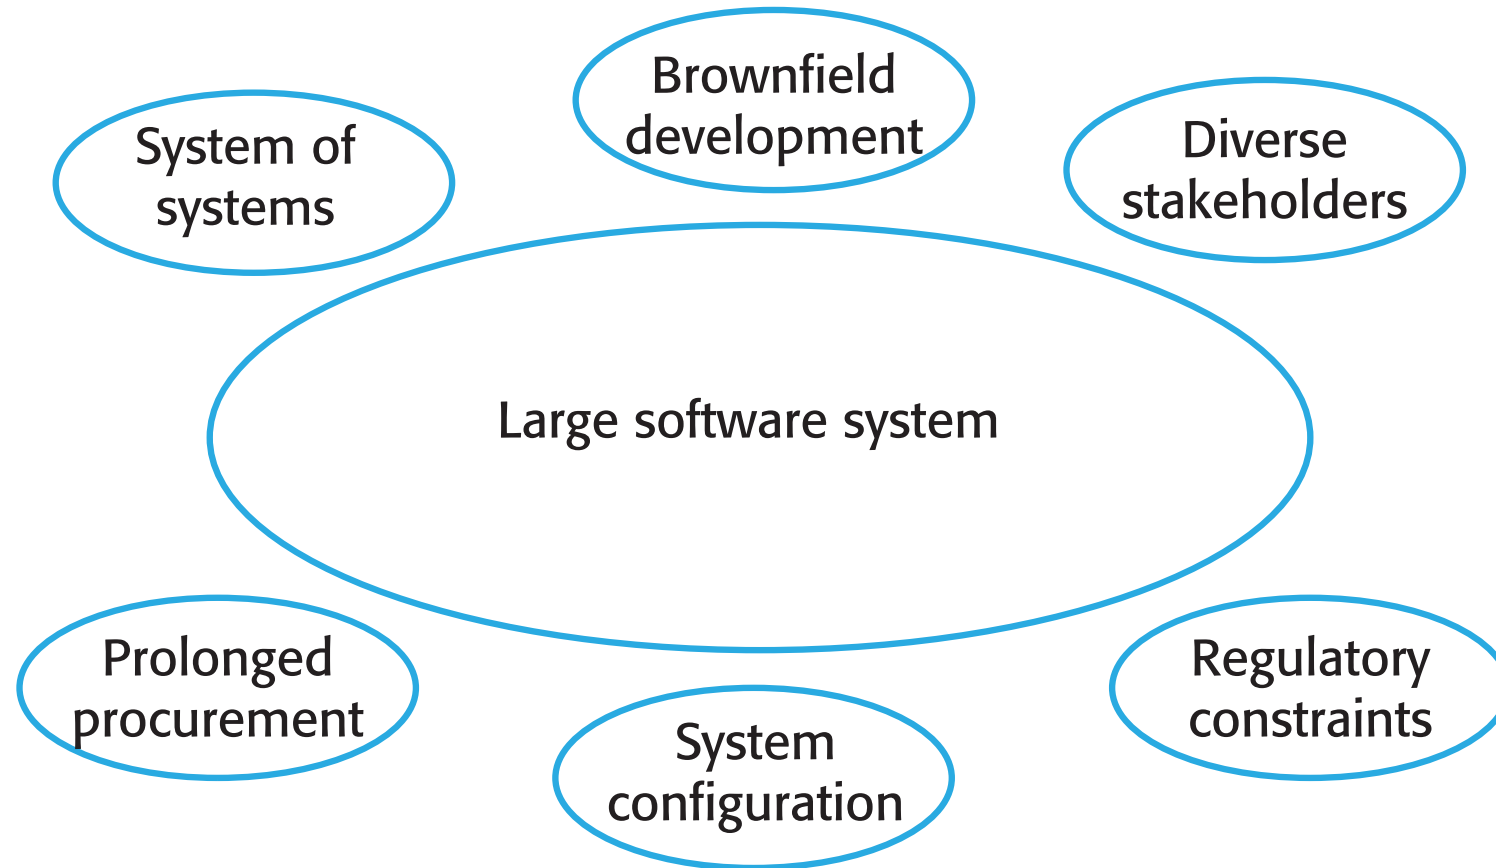 Brownfield
development
System of
systems
Diverse
stakeholders
Large software system
Prolonged
procurement
System
configuration
Regulatory
constraints